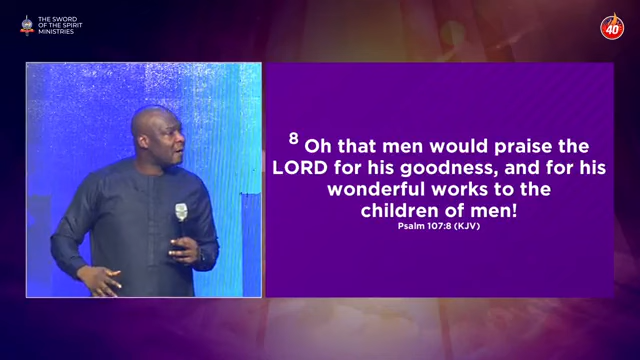 THE SWORD
OF THE SPIRIT
MINISTRIES
40
8 Oh that men would praise the
LORD for his goodness, and for his
wonderful works to the
children of men!
Psalm 107:8 (KJV)